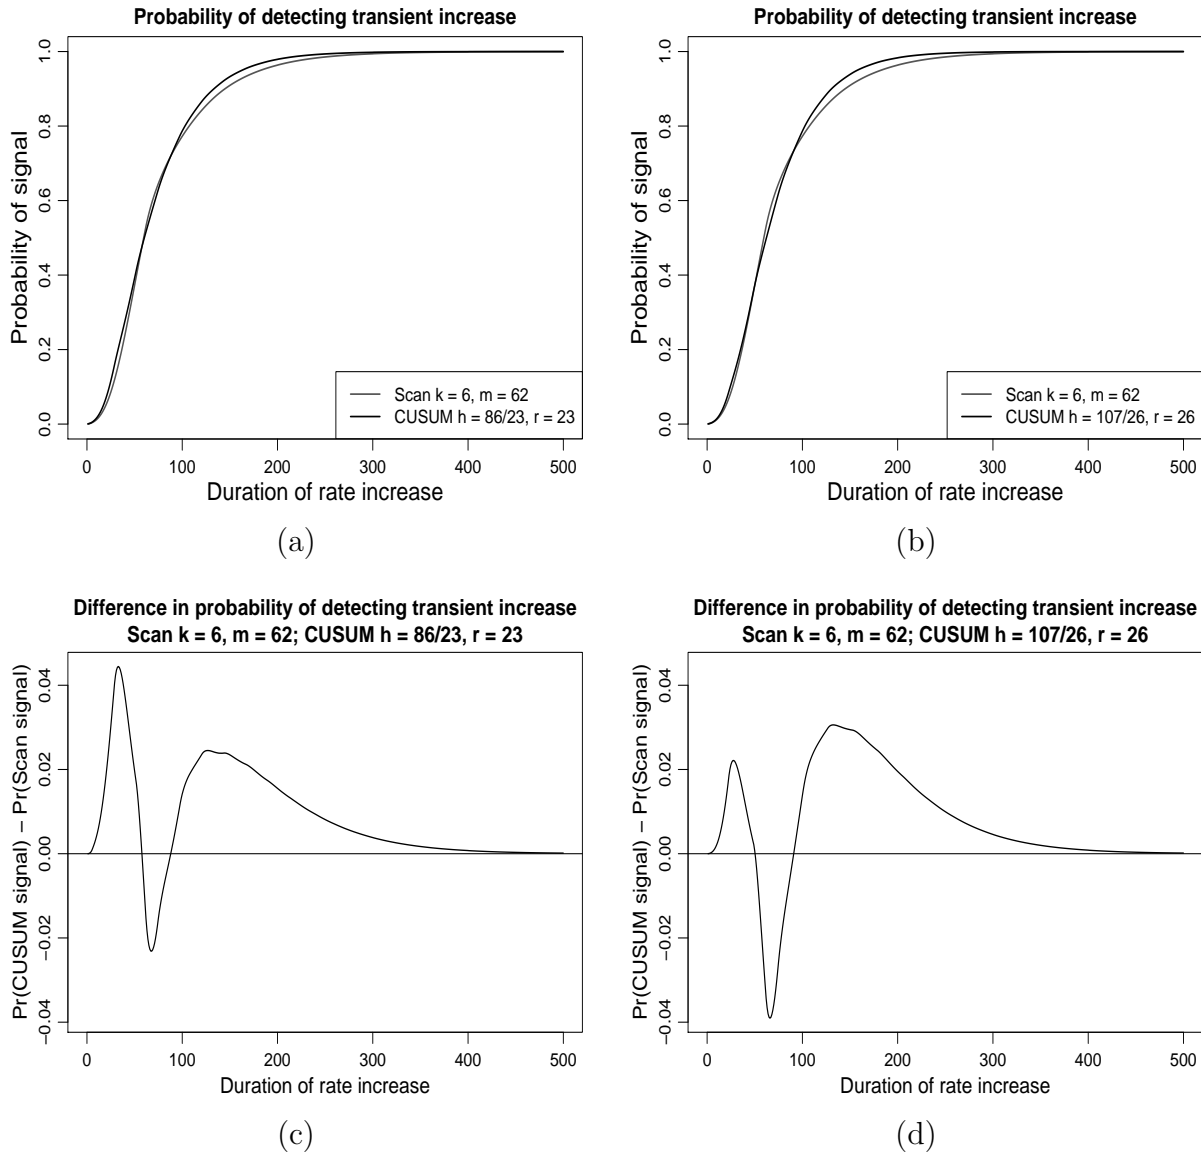 Probability of detecting transient increase
Probability of signal
0.0 0.2 0.4 0.6 0.8 1.0
Scan k = 6, m = 62
CUSUM h = 86/23, r = 23
0 100 200 300 400 500
Duration of rate increase
(a)
Probability of detecting transient increase
Probability of signal
0.0 0.2 0.4 0.6 0.8 1.0
Scan k = 6, m = 62
CUSUM h = 107/26, r = 26
0 100 200 300 400 500
Duration of rate increase
(b)
Difference in probability of detecting transient increase
Scan k = 6, m = 62; CUSUM h = 86/23, r = 23
Pr(CUSUM signal) − Pr(Scan signal)
−0.04 −0.02 0.00 0.02 0.04
0 100 200 300 400 500
Duration of rate increase
(c)
Difference in probability of detecting transient increase
Scan k = 6, m = 62; CUSUM h = 107/26, r = 26
Pr(CUSUM signal) − Pr(Scan signal)
−0.04 −0.02 0.00 0.02 0.04
0 100 200 300 400 500
Duration of rate increase
(d)